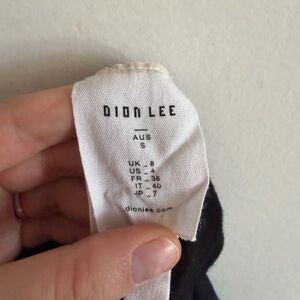 DION LEE
AUS
S
UK _ 8
US _ 4
FR _ 36
IT _ 40
JP _ 7
dionlee.com